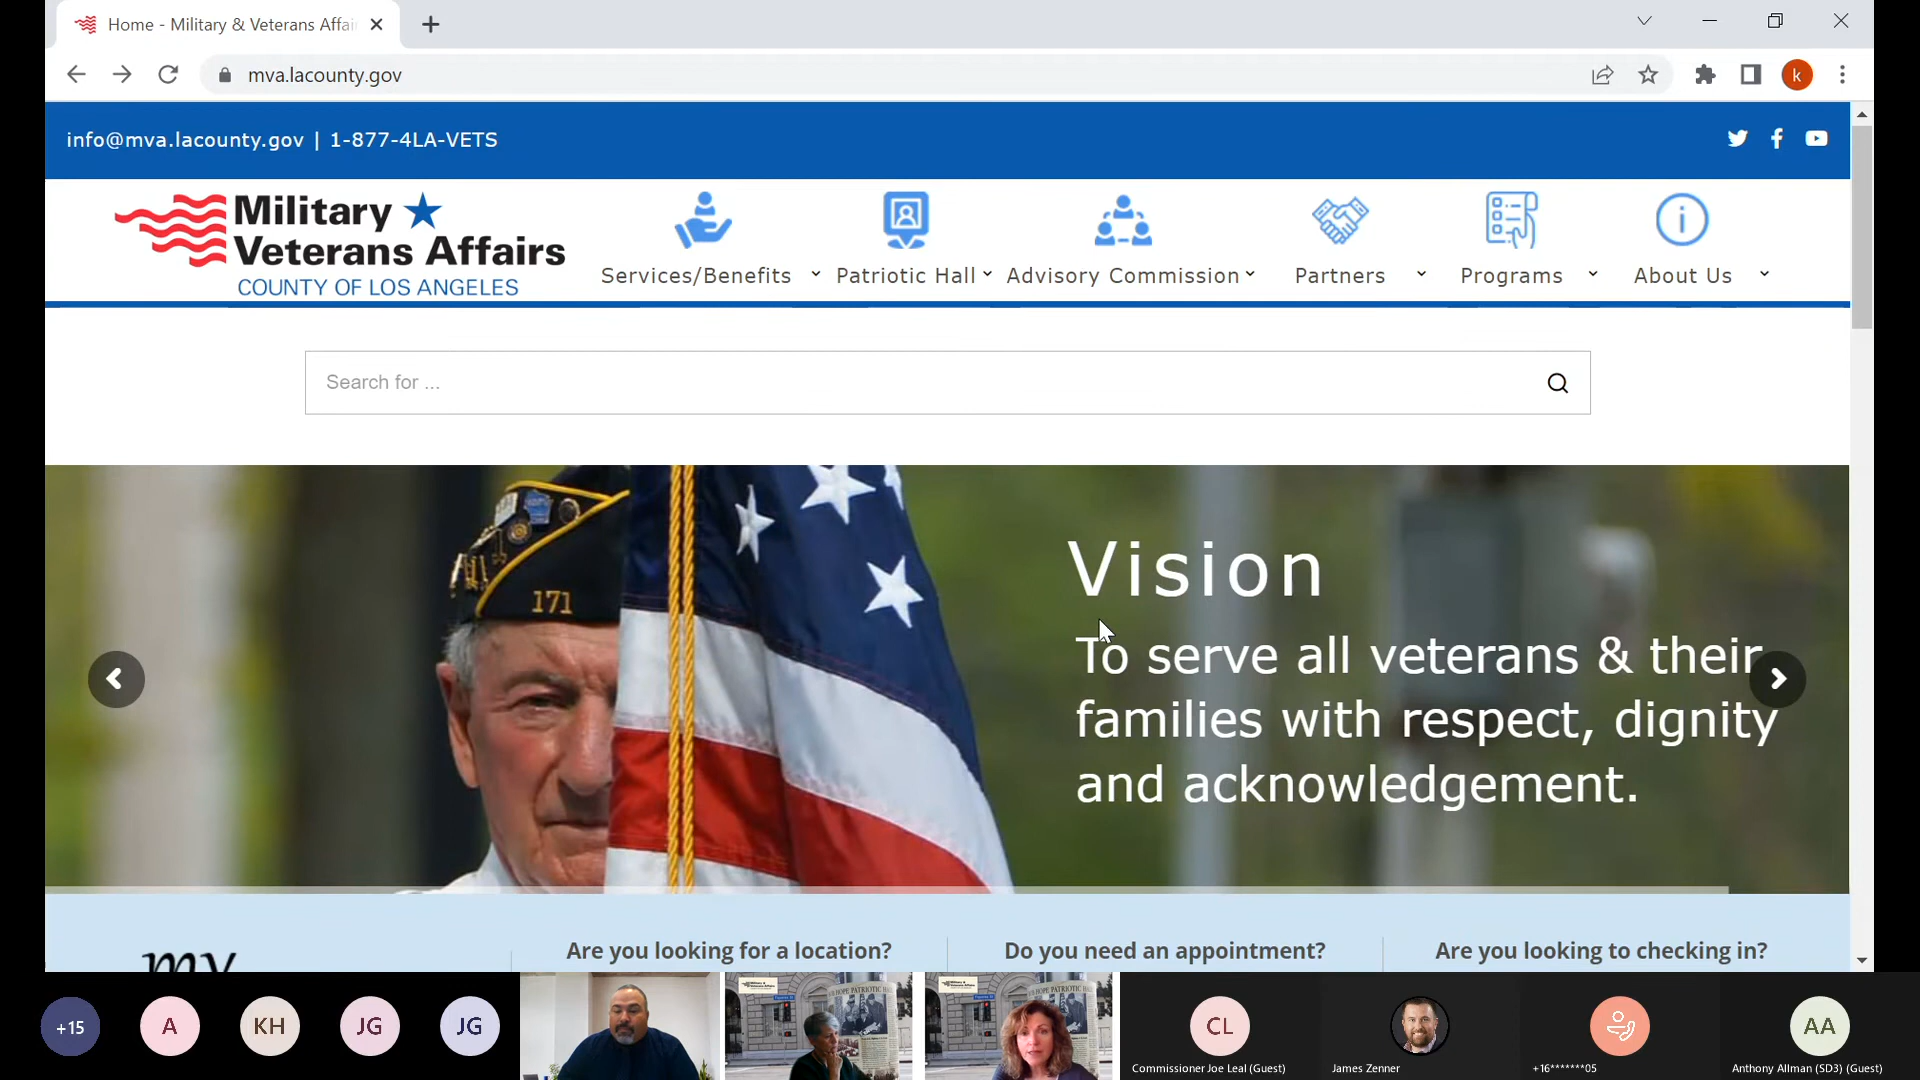 Home - Military & Veterans Affai
mva.lacounty.gov
k
info@mva.lacounty.gov | 1-877-4LA-VETS
Military
Veterans Affairs
COUNTY OF LOS ANGELES
Services/Benefits
Patriotic Hall
Advisory Commission
Partners
Programs
About Us
Search for ...
171
Vision
To serve all veterans & their
families with respect, dignity
and acknowledgement.
my
Are you looking for a location?
Do you need an appointment?
Are you looking to checking in?
+15
A
KH
JG
JG
CL
AA
Commissioner Joe Leal (Guest)
James Zenner
+16*******05
Anthony Allman (SD3) (Guest)